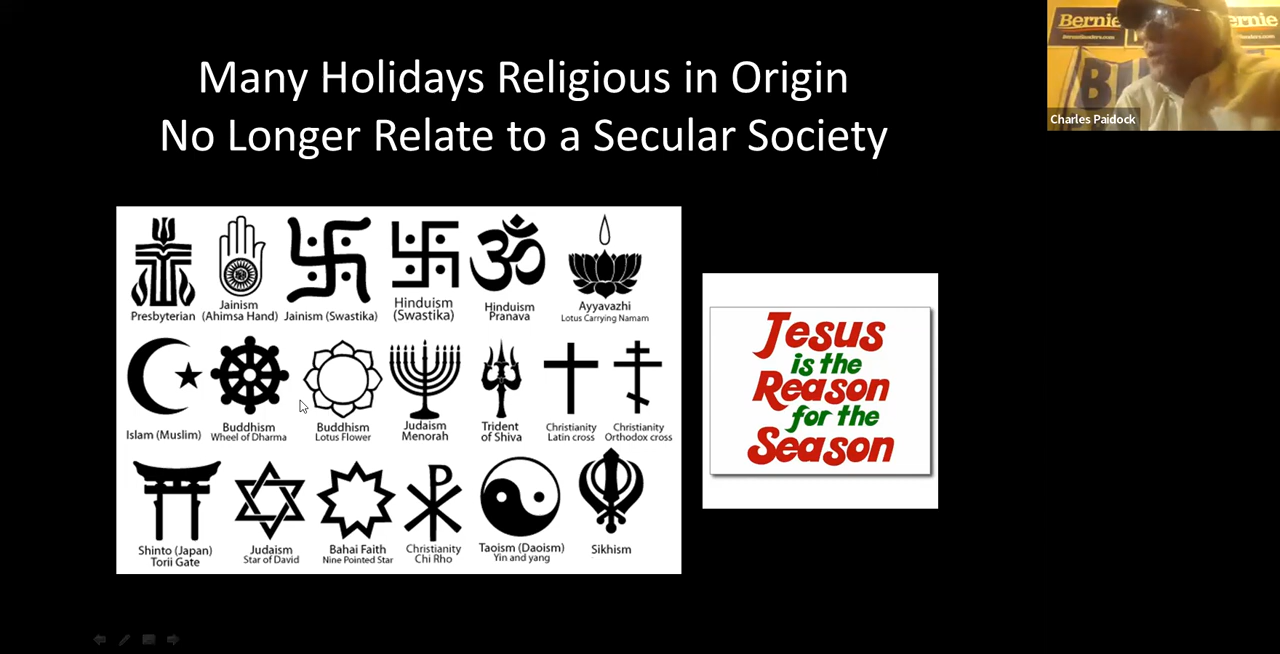 Many Holidays Religious in Origin
No Longer Relate to a Secular Society
Bernie
BernieSanders.com
ernie
Charles Paidock
Presbyterian
Jainism
(Ahimsa Hand)
Jainism (Swastika)
Hinduism
(Swastika)
Hinduism
Pranava
Ayyavazhi
Lotus Carrying Namam
Islam (Muslim)
Buddhism
Wheel of Dharma
Buddhism
Lotus Flower
Judaism
Menorah
Trident
of Shiva
Christianity
Latin cross
Christianity
Orthodox cross
Shinto (Japan)
Torii Gate
Judaism
Star of David
Bahai Faith
Nine Pointed Star
Christianity
Chi Rho
Taoism (Daoism)
Yin and yang
Sikhism
Jesus
is the
Reason
for the
Season